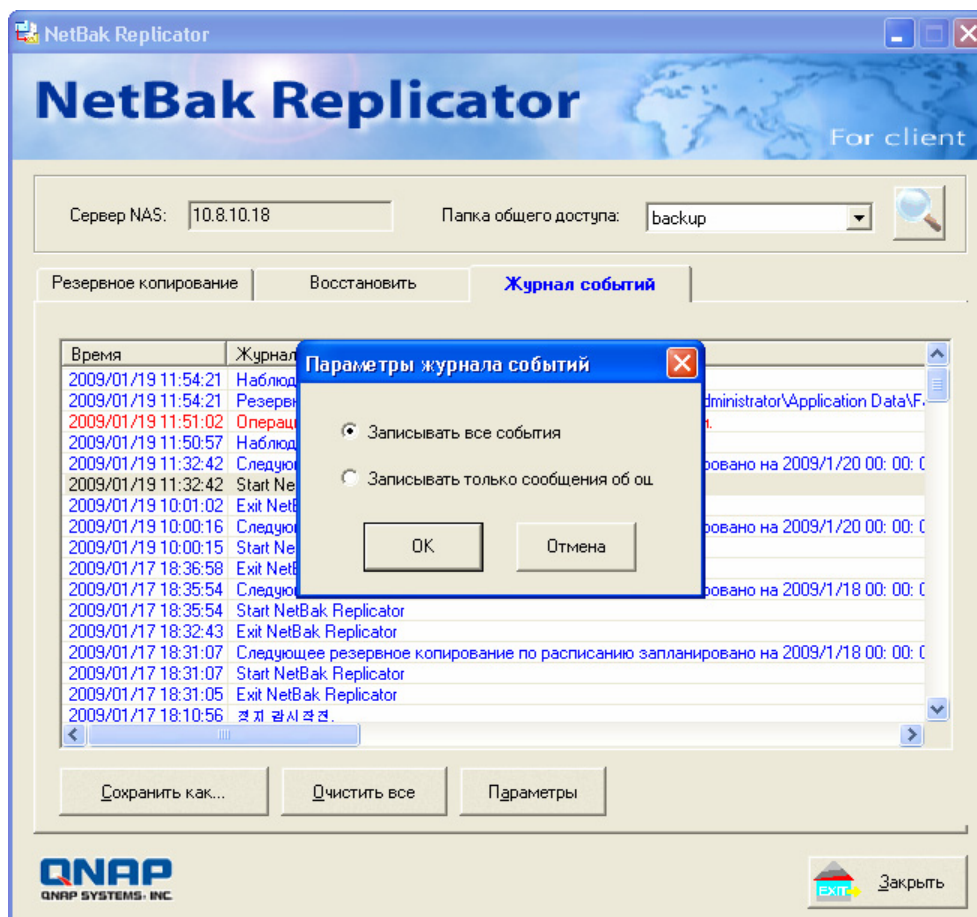 NetBak Replicator
NetBak Replicator
For client
Сервер NAS: 10.8.10.18 Папка общего доступа: backup
Резервное копирование Восстановить Журнал событий
Время Журнал
Параметры журнала событий
2009/01/19 11:54:21 Наблюд
2009/01/19 11:54:21 Резерв dministrator\Application Data\F
2009/01/19 11:51:02 Операц
2009/01/19 11:50:57 Наблюд
2009/01/19 11:32:42 Следую ровано на 2009/1/20 00: 00: 0
2009/01/19 11:32:42 Start Ne
2009/01/19 10:01:02 Exit NetB
2009/01/19 10:00:16 Следую ровано на 2009/1/20 00: 00: 0
2009/01/19 10:00:15 Start Ne
2009/01/17 18:36:58 Exit NetB
2009/01/17 18:35:54 Следую ровано на 2009/1/18 00: 00: 0
Записывать все события
Записывать только сообщения об ош
OK Отмена
2009/01/17 18:35:54 Start NetBak Replicator
2009/01/17 18:32:43 Exit NetBak Replicator
2009/01/17 18:31:07 Следующее резервное копирование по расписанию запланировано на 2009/1/18 00: 00: 0
2009/01/17 18:31:07 Start NetBak Replicator
2009/01/17 18:31:05 Exit NetBak Replicator
2009/01/17 18:10:56
Сохранить как... Очистить все Параметры
QNAP
QNAP SYSTEMS, INC
EXIT Закрыть